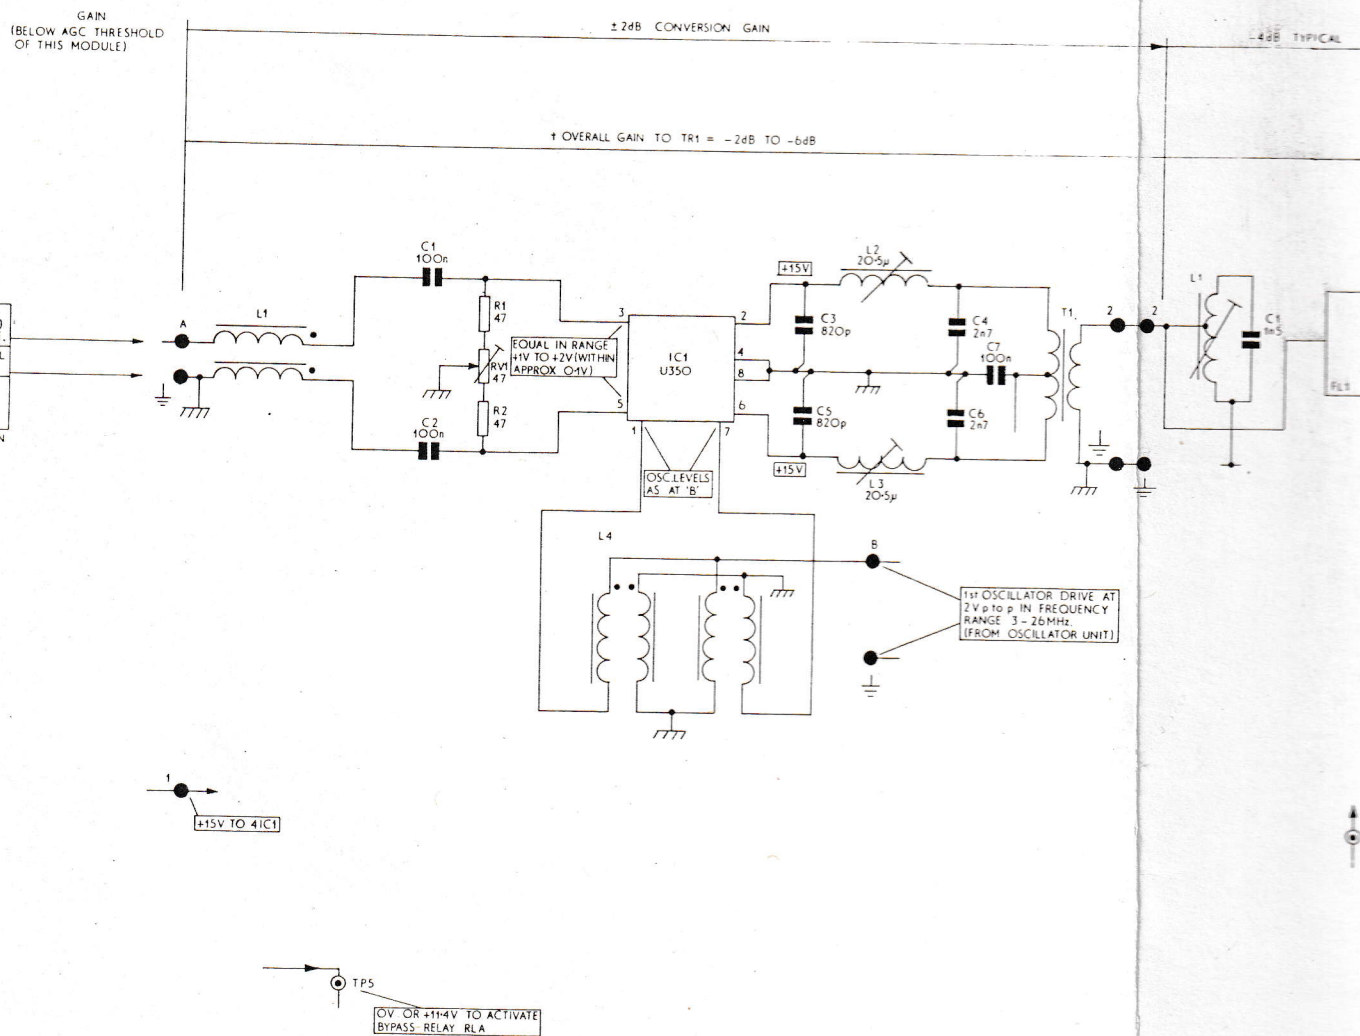 GAIN
(BELOW AGC THRESHOLD
OF THIS MODULE)
±2dB CONVERSION GAIN
-4dB TYPICAL
† OVERALL GAIN TO TR1 = -2dB TO -6dB
A
L1
C1
100n
C2
100n
R1
47
RV1
47
R2
47
EQUAL IN RANGE
+1V TO +2V (WITHIN
APPROX 0·1V)
3
5
IC1
U350
2
4
8
6
1
7
OSC. LEVELS
AS AT 'B'
+15V
C3
820p
C5
820p
+15V
L2
20·5µ
L3
20·5µ
C4
2n7
C7
100n
C6
2n7
T1
2
2
L1
C1
1n5
FL1
)
L
N
L4
B
1st OSCILLATOR DRIVE AT
2V p to p IN FREQUENCY
RANGE 3-26MHz.
(FROM OSCILLATOR UNIT)
1
+15V TO 4IC1
TP5
0V OR +11·4V TO ACTIVATE
BYPASS RELAY RLA